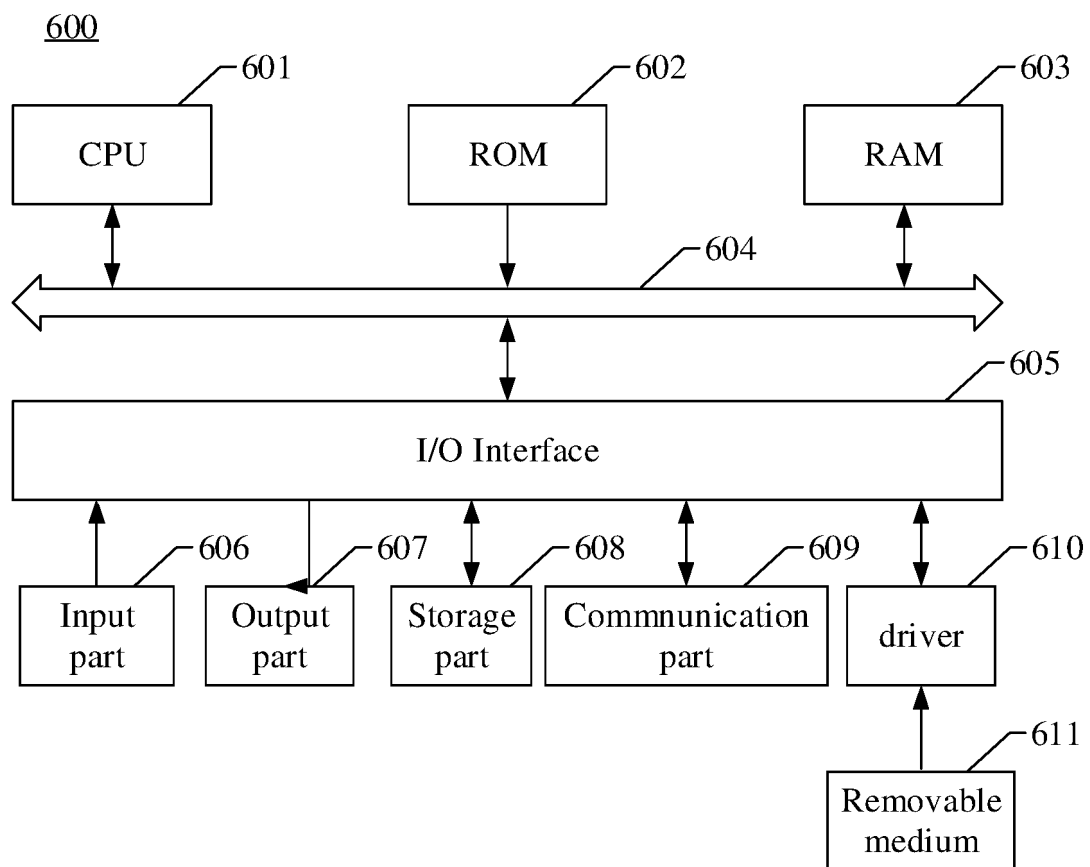 600
601
602
603
CPU
ROM
RAM
604
605
I/O Interface
606
607
608
609
610
Input
part
Output
part
Storage
part
Commnunication
part
driver
611
Removable
medium